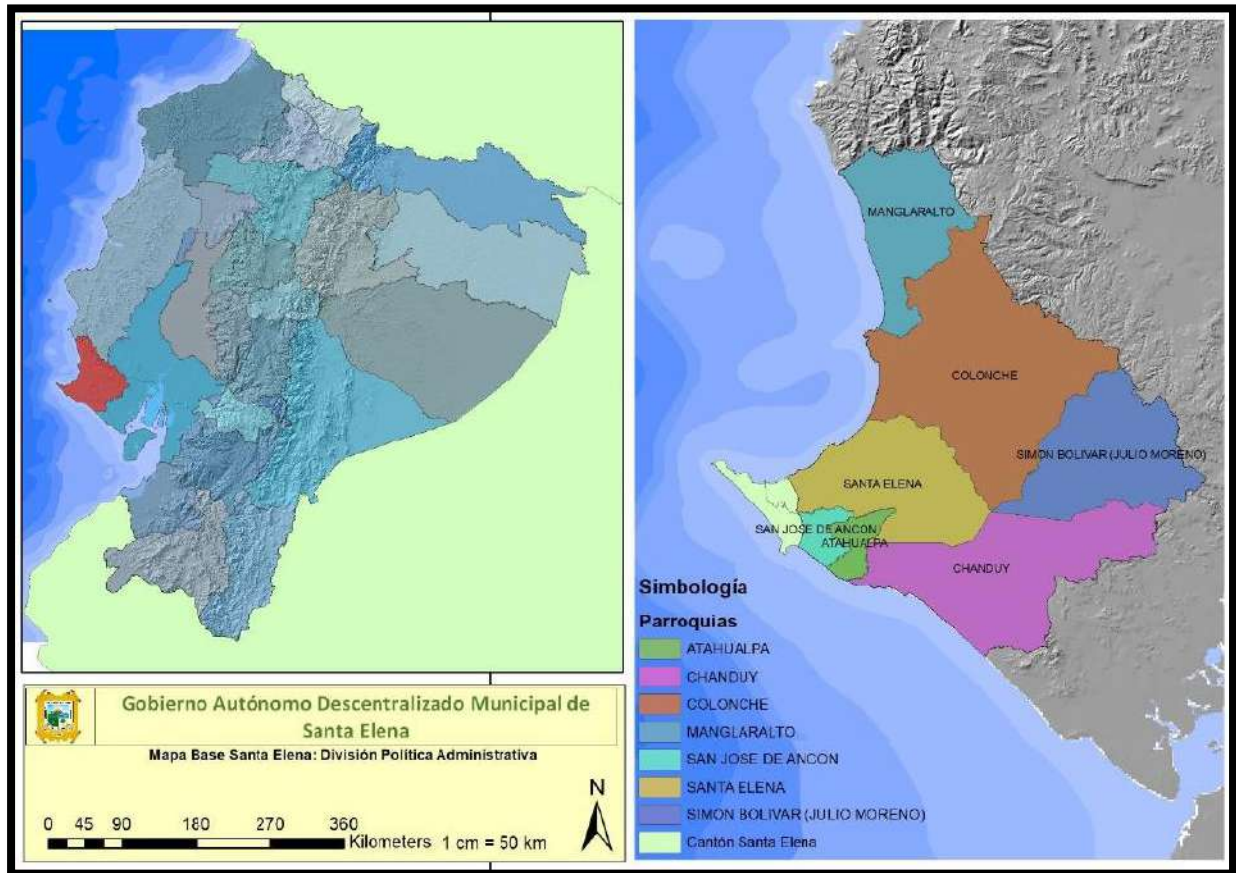 MANGLARALTO
COLONCHE
SIMON BOLIVAR (JULIO MORENO)
SANTA ELENA
SAN JOSE DE ANCON
ATAHUALPA
CHANDUY
Simbología
Parroquias
ATAHUALPA
CHANDUY
COLONCHE
MANGLARALTO
SAN JOSE DE ANCON
SANTA ELENA
SIMON BOLIVAR (JULIO MORENO)
Cantón Santa Elena
Gobierno Autónomo Descentralizado Municipal de
Santa Elena
Mapa Base Santa Elena: División Política Administrativa
N
0 45 90 180 270 360
Kilometers 1 cm = 50 km